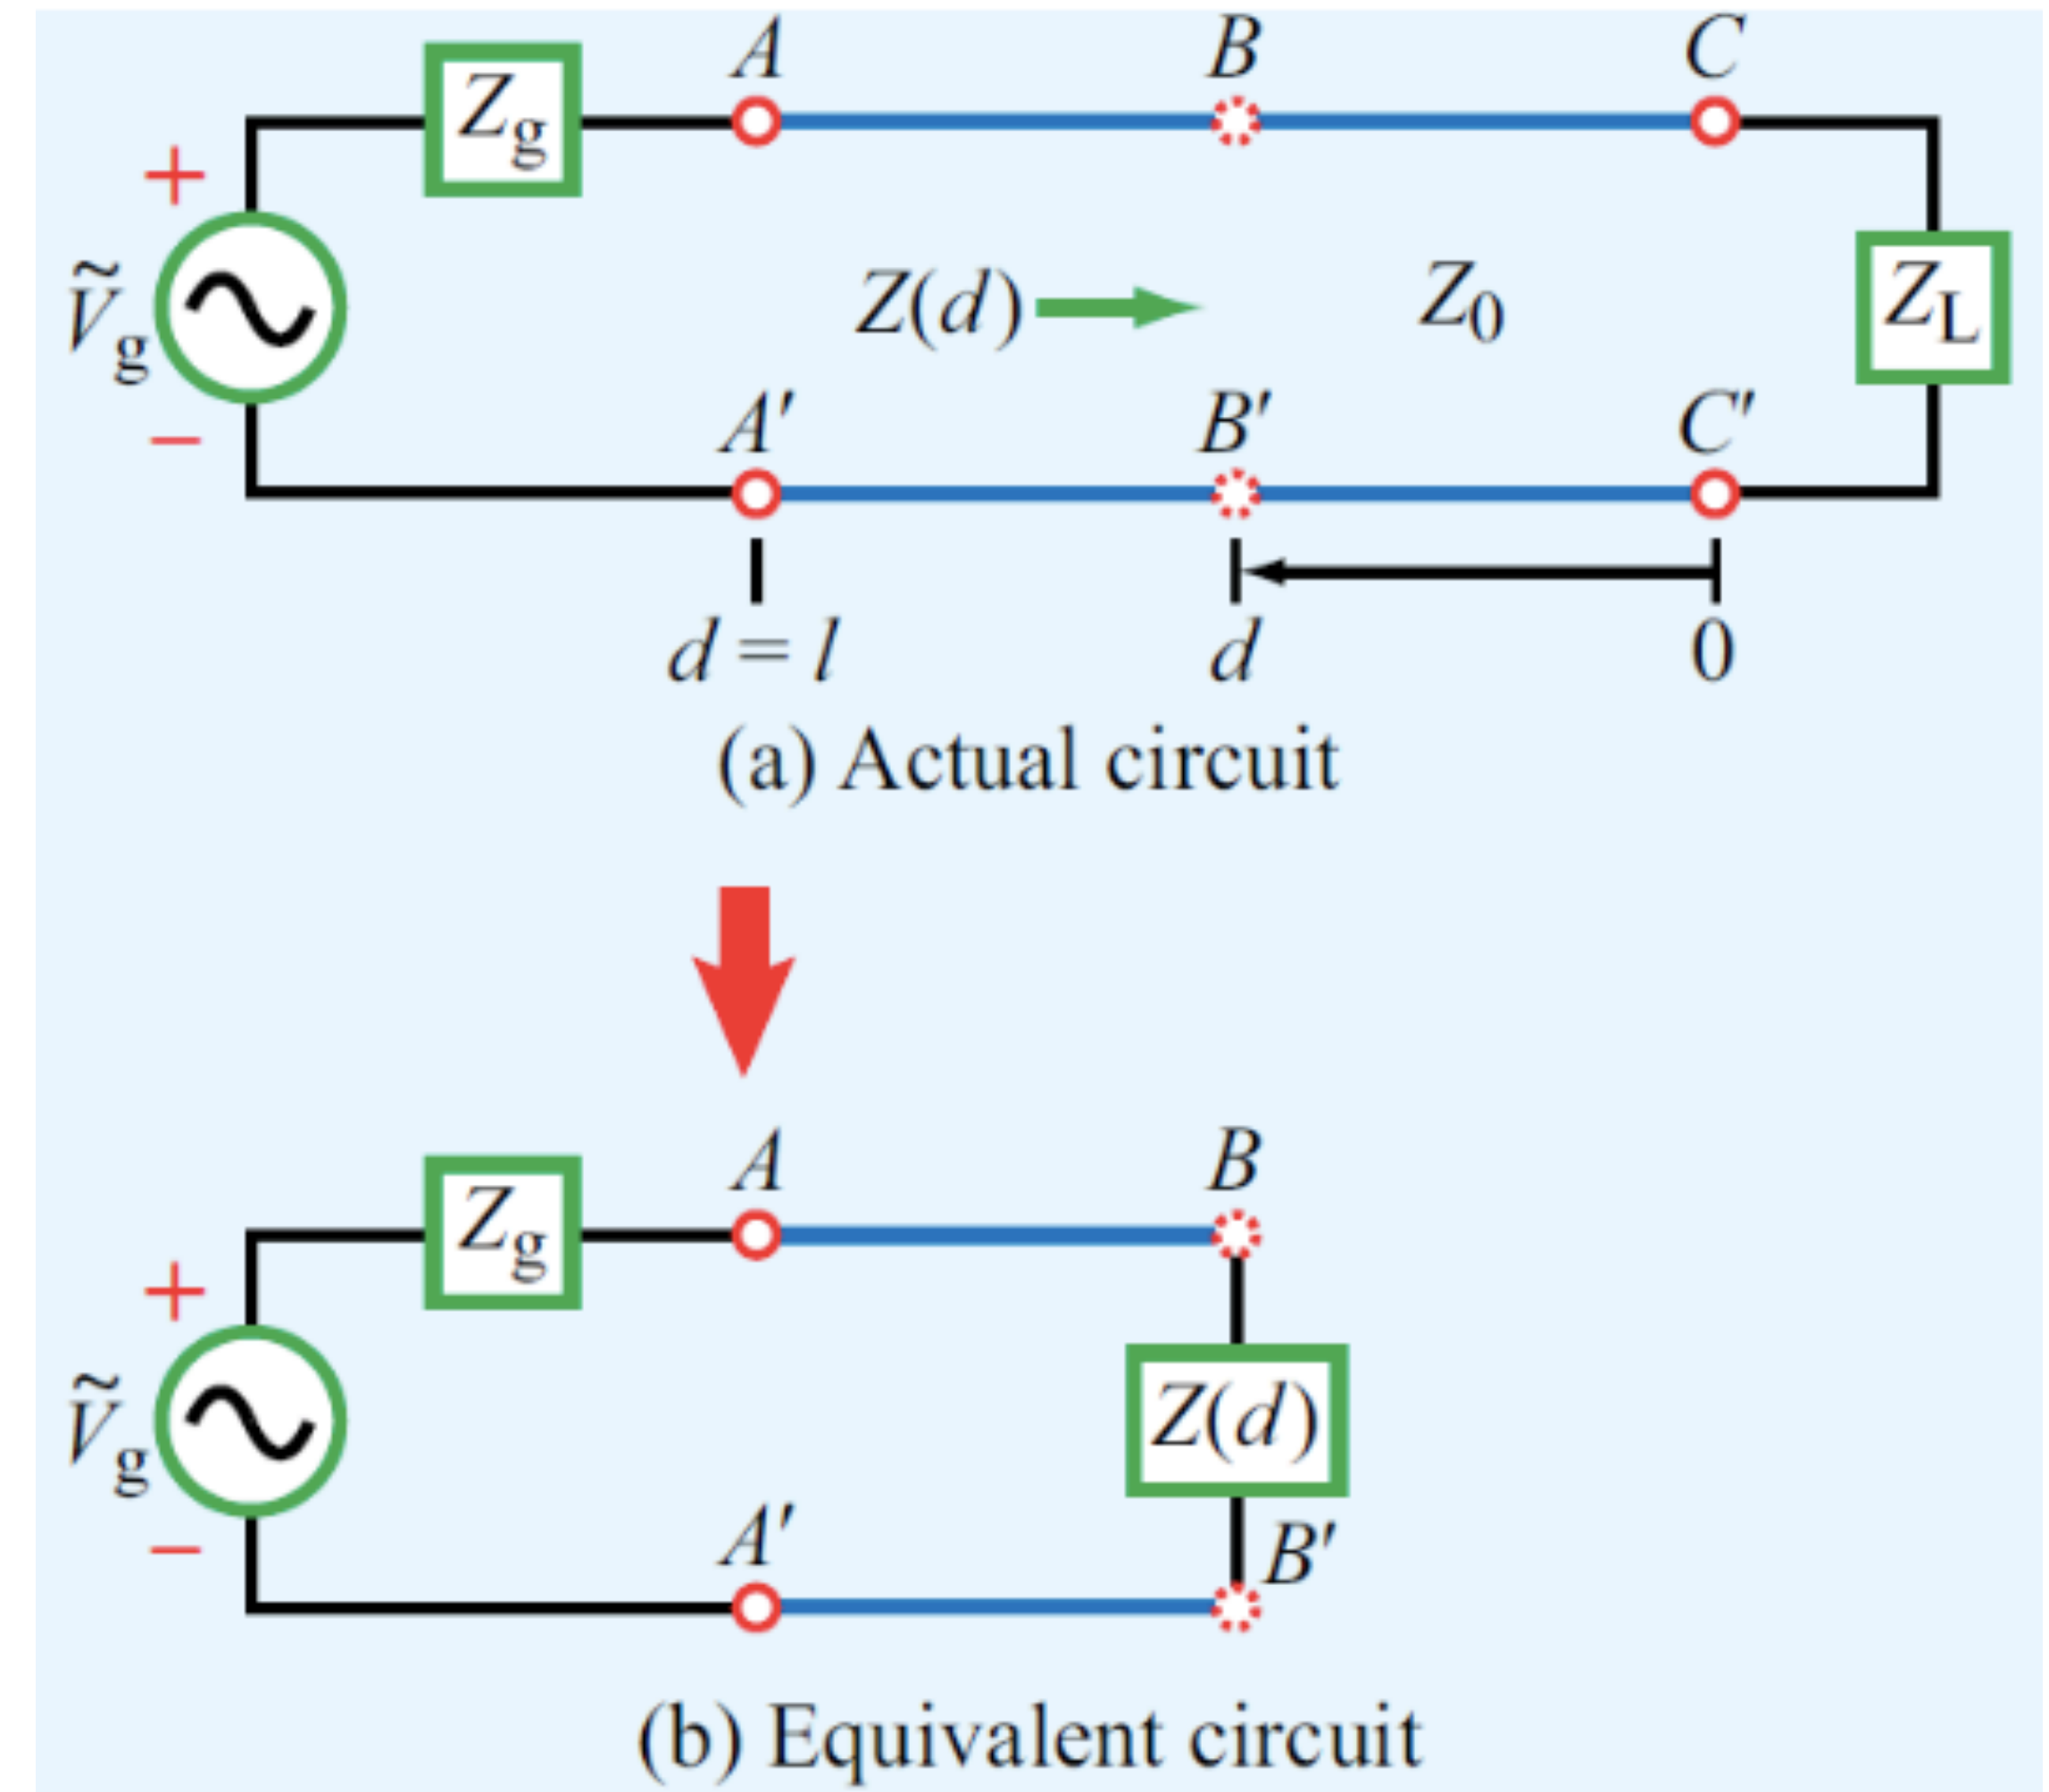 A B C
Z_g
+
Ṽ_g
Z(d) Z_0 Z_L
−
A′ B′ C′
d = l d 0
(a) Actual circuit
A B
Z_g
+
Ṽ_g
Z(d)
−
A′ B′
(b) Equivalent circuit